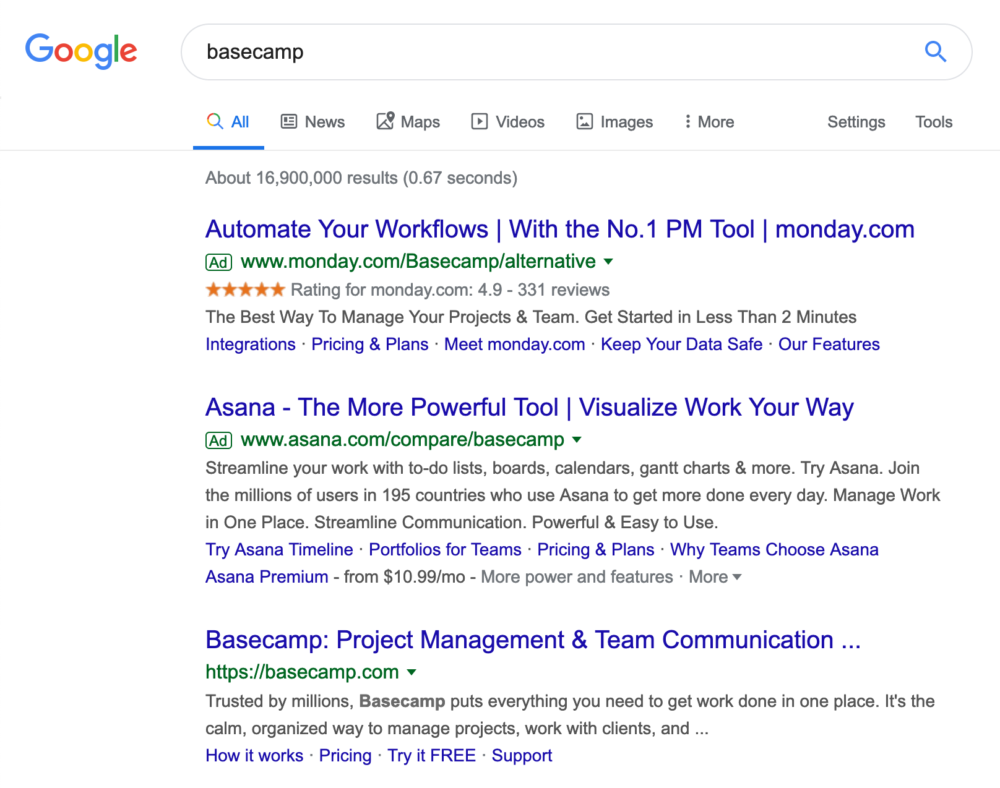 Google
basecamp
All News Maps Videos Images More Settings Tools
About 16,900,000 results (0.67 seconds)
Automate Your Workflows | With the No.1 PM Tool | monday.com
Ad www.monday.com/Basecamp/alternative
Rating for monday.com: 4.9 - 331 reviews
The Best Way To Manage Your Projects & Team. Get Started in Less Than 2 Minutes
Integrations · Pricing & Plans · Meet monday.com · Keep Your Data Safe · Our Features
Asana - The More Powerful Tool | Visualize Work Your Way
Ad www.asana.com/compare/basecamp
Streamline your work with to-do lists, boards, calendars, gantt charts & more. Try Asana. Join
the millions of users in 195 countries who use Asana to get more done every day. Manage Work
in One Place. Streamline Communication. Powerful & Easy to Use.
Try Asana Timeline · Portfolios for Teams · Pricing & Plans · Why Teams Choose Asana
Asana Premium - from $10.99/mo - More power and features · More
Basecamp: Project Management & Team Communication ...
https://basecamp.com
Trusted by millions, Basecamp puts everything you need to get work done in one place. It's the
calm, organized way to manage projects, work with clients, and ...
How it works · Pricing · Try it FREE · Support